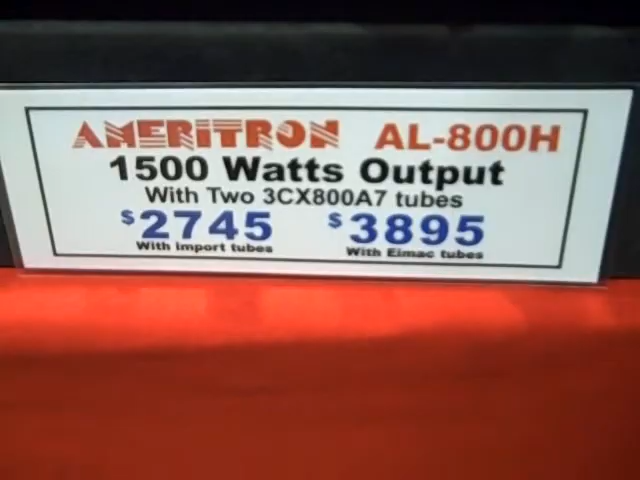 AMERITRON AL-800H
1500 Watts Output
With Two 3CX800A7 tubes
$2745 $3895
With Import tubes With Eimac tubes